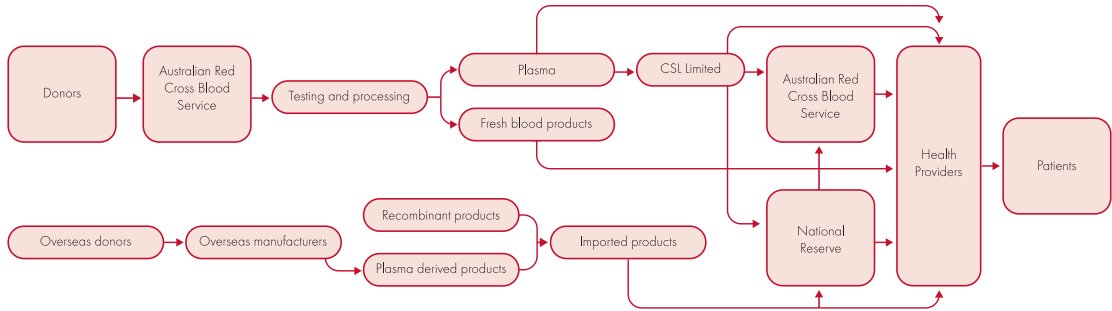 Donors
Australian Red
Cross Blood
Service
Testing and processing
Plasma
Fresh blood products
CSL Limited
Australian Red
Cross Blood
Service
Health
Providers
Patients
Overseas donors
Overseas manufacturers
Recombinant products
Plasma derived products
Imported products
National
Reserve